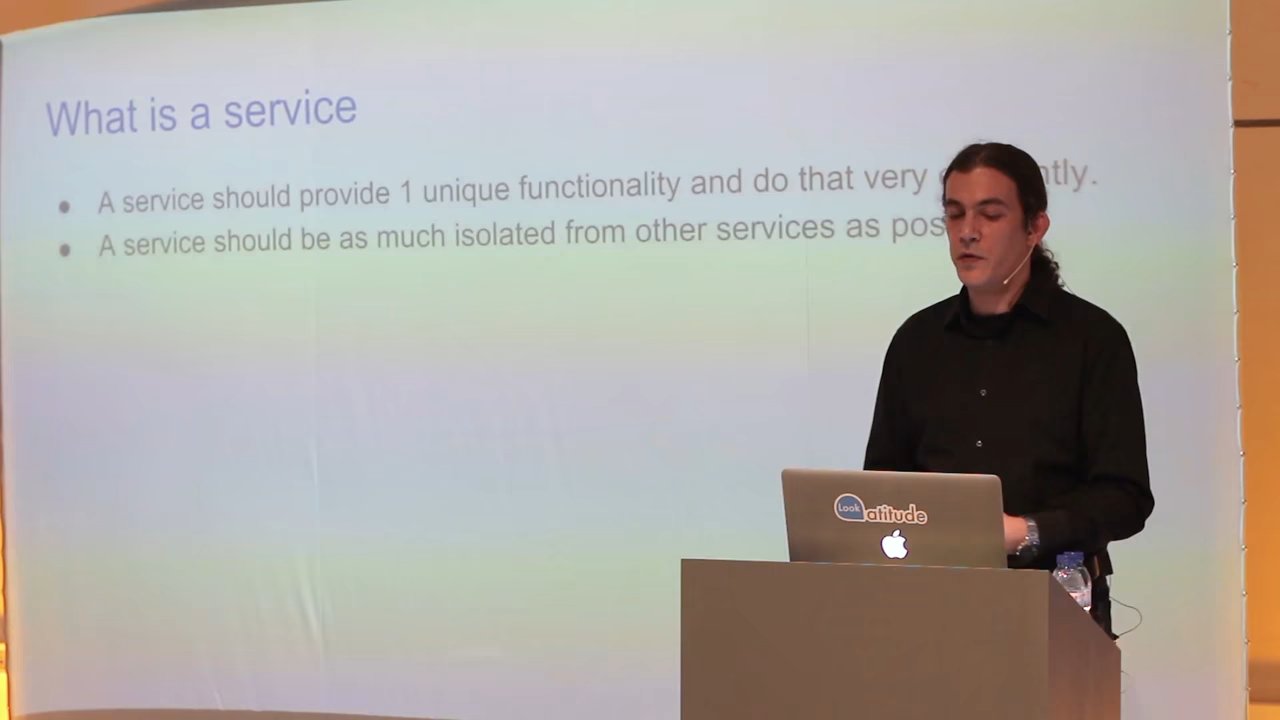 What is a service
• A service should provide 1 unique functionality and do that very
• A service should be as much isolated from other services as
Look atitude